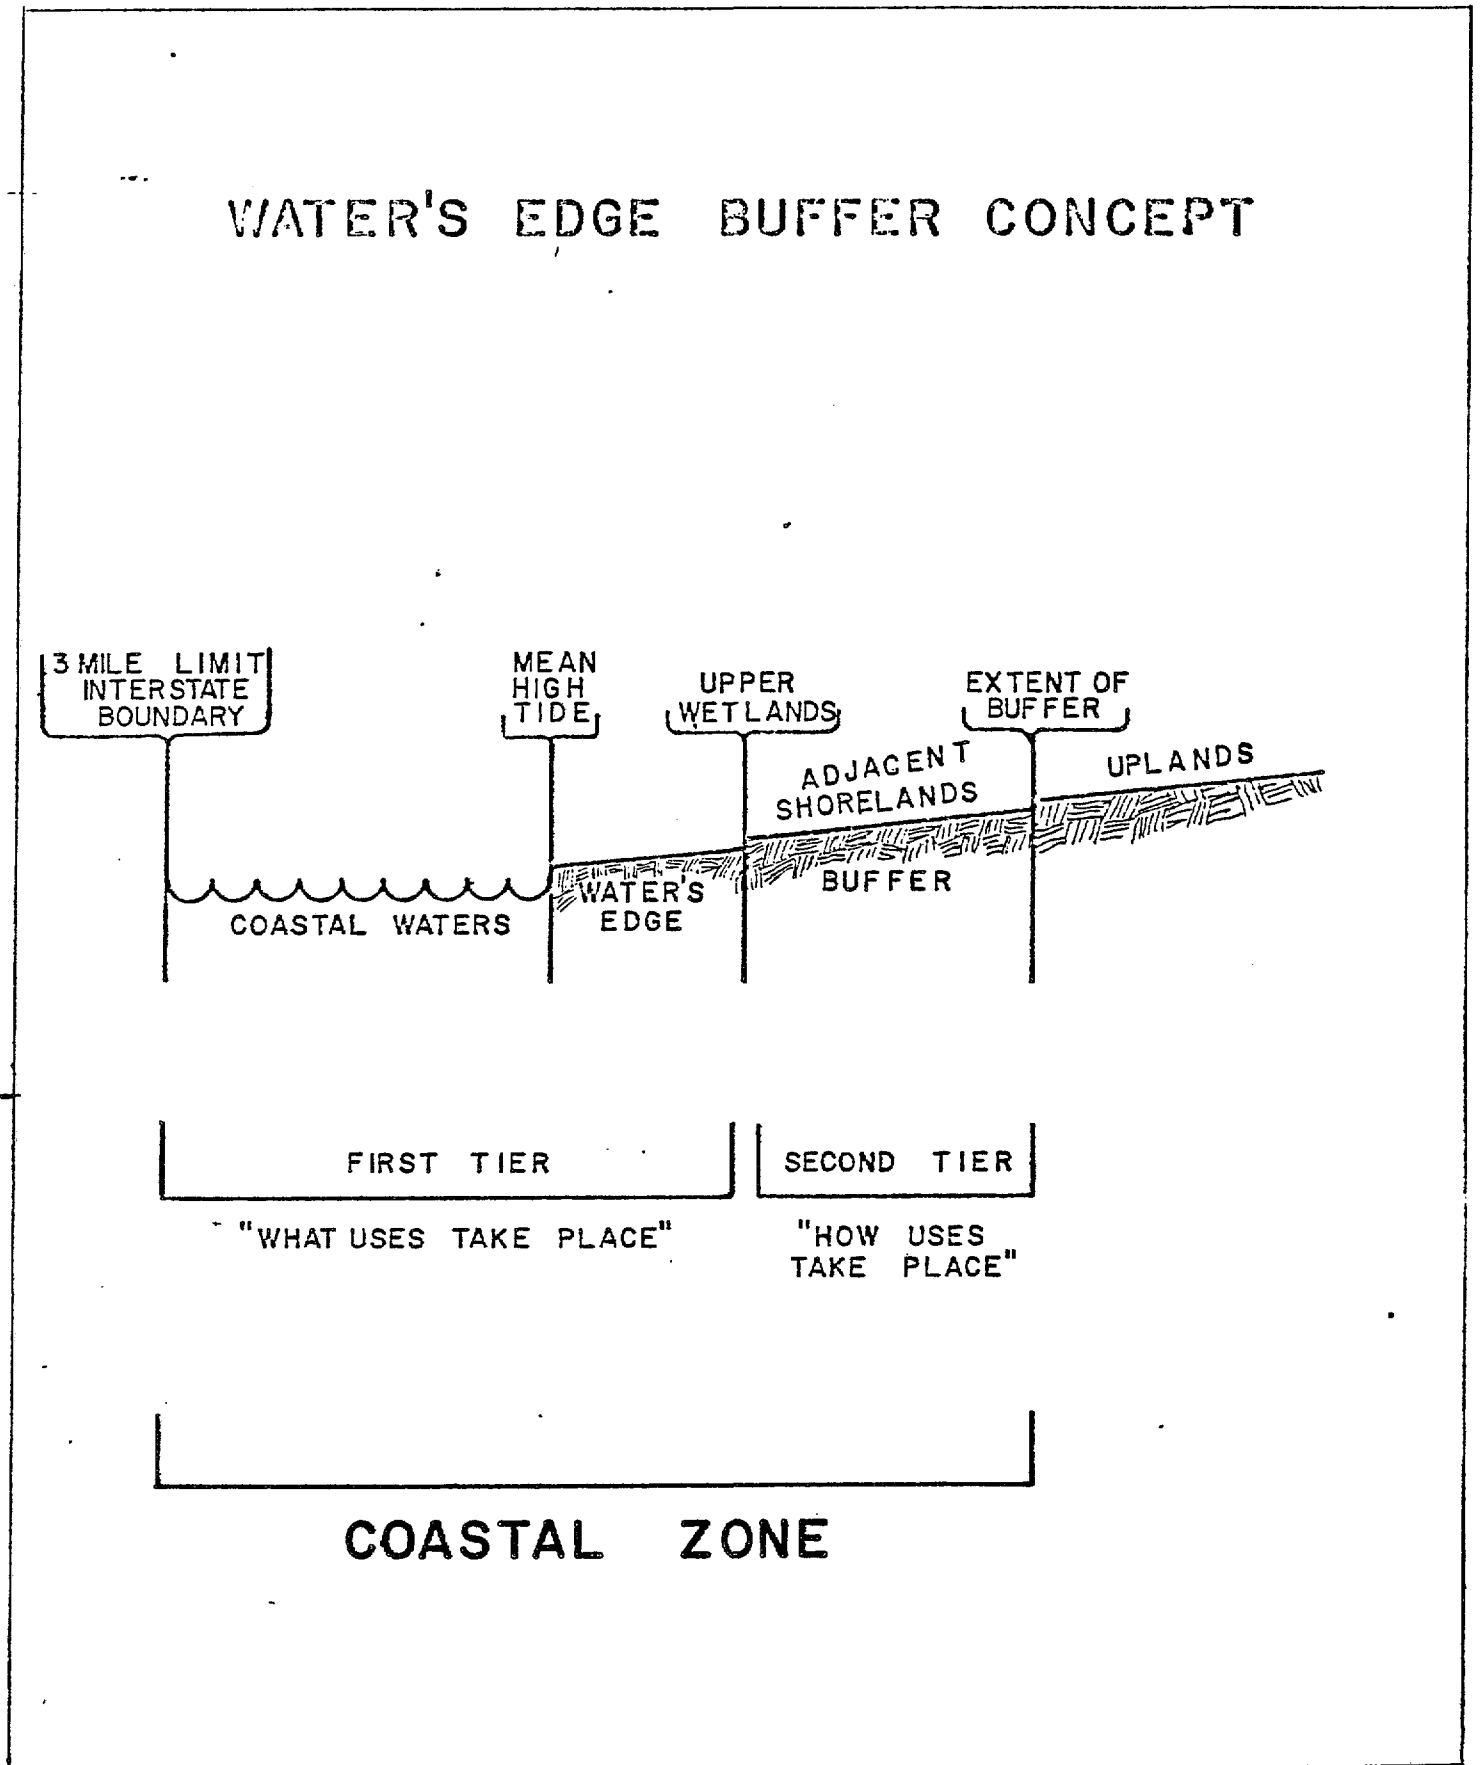 WATER'S EDGE BUFFER CONCEPT
3 MILE LIMIT
INTERSTATE
BOUNDARY
MEAN
HIGH
TIDE
UPPER
WETLANDS
EXTENT OF
BUFFER
ADJACENT
SHORELANDS
UPLANDS
COASTAL WATERS
WATER'S
EDGE
BUFFER
FIRST TIER
SECOND TIER
"WHAT USES TAKE PLACE"
"HOW USES
TAKE PLACE"
COASTAL ZONE